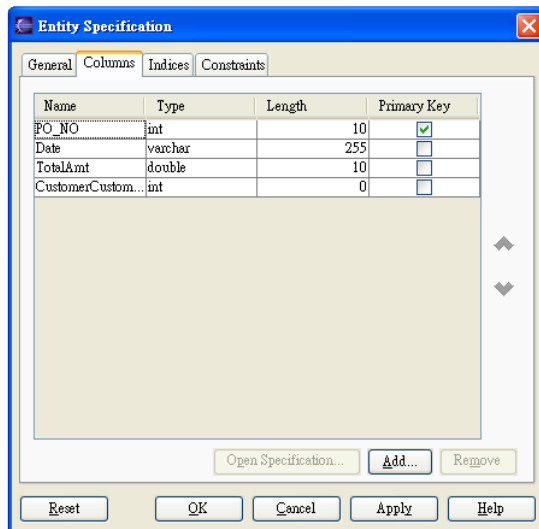 Entity Specification
General Columns Indices Constraints
Name Type Length Primary Key
PO_NO int 10
Date varchar 255
TotalAmt double 10
CustomerCustom... int 0
Open Specification... Add... Remove
Reset OK Cancel Apply Help